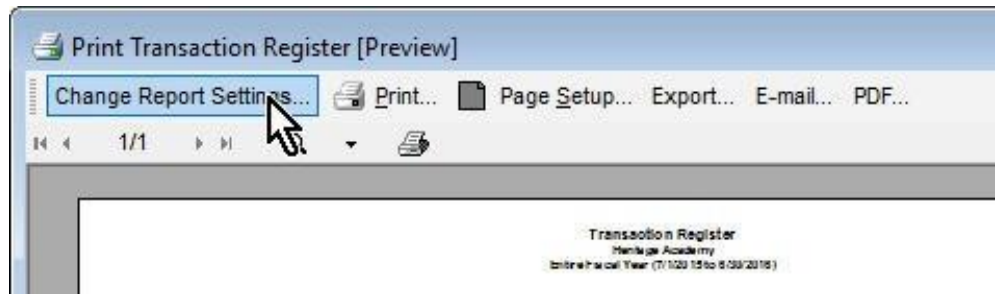 Print Transaction Register [Preview]
Change Report Settings... Print... Page Setup... Export... E-mail... PDF...
1/1
Transaction Register
Heritage Academy
Entire Fiscal Year (7/1/2015 to 6/30/2016)